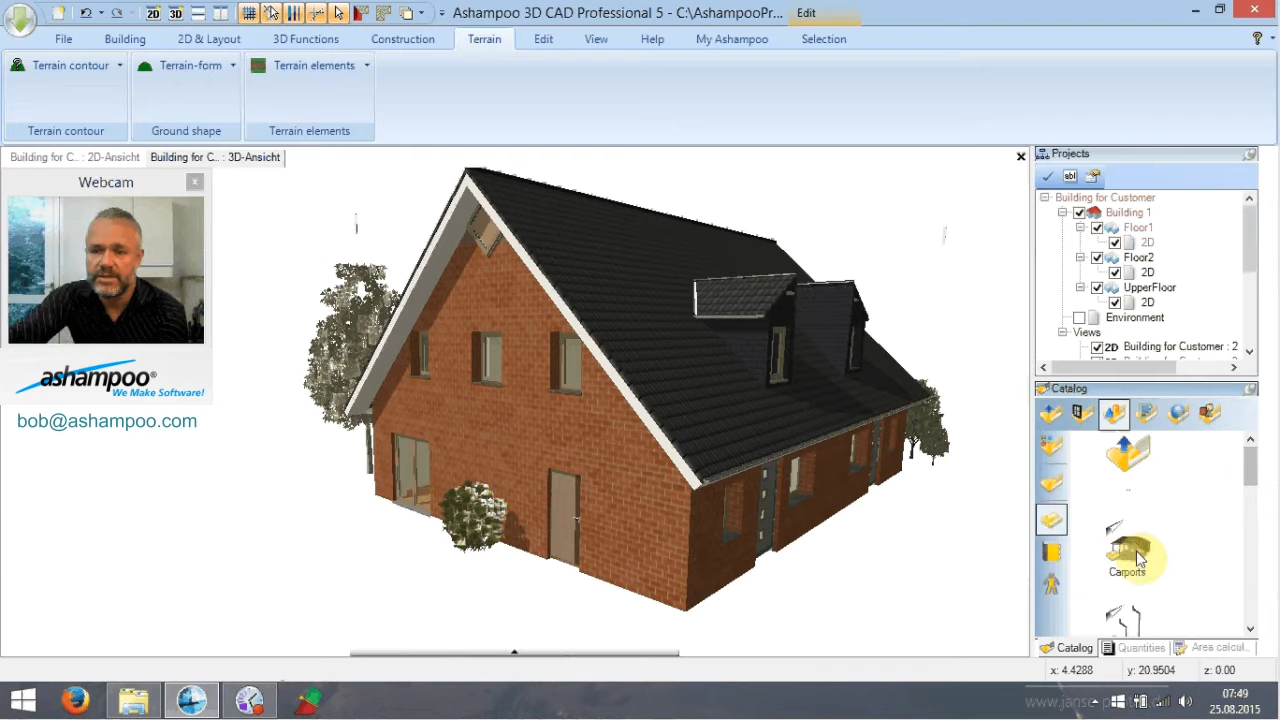 2D 3D Ashampoo 3D CAD Professional 5 - C:\AshampooPr... Edit
File Building 2D & Layout 3D Functions Construction Terrain Edit View Help My Ashampoo Selection
Terrain contour Terrain-form Terrain elements
Terrain contour Ground shape Terrain elements
Building for C.. : 2D-Ansicht Building for C.. : 3D-Ansicht
Projects
abl
Building for Customer
Building 1
Floor1
2D
Floor2
2D
UpperFloor
2D
Environment
Views
2D Building for Customer : 2
Webcam
ashampoo®
We Make Software!
bob@ashampoo.com
Catalog
..
Carports
Catalog Quantities Area calcul...
x: 4.4288 y: 20.9504 z: 0.00
07:49
25.08.2015